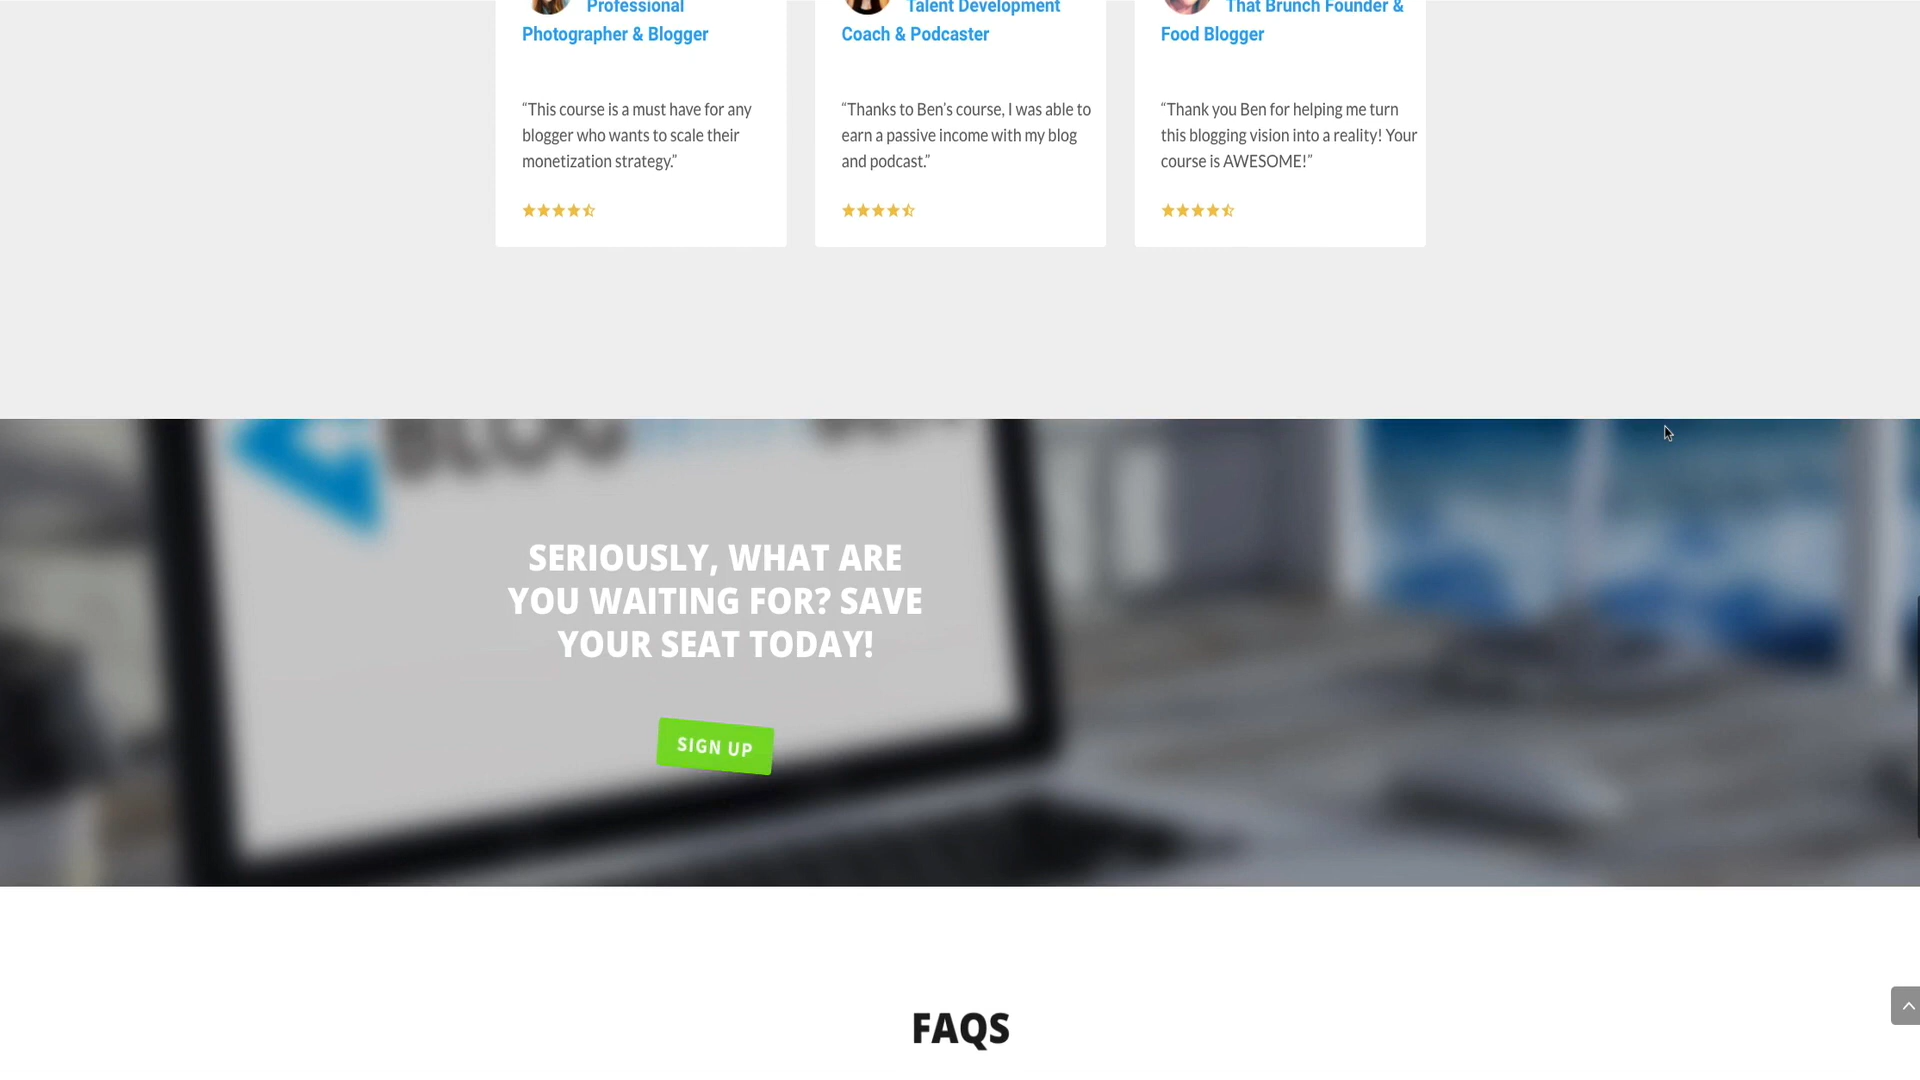 Professional
Photographer & Blogger
“This course is a must have for any
blogger who wants to scale their
monetization strategy.”
Talent Development
Coach & Podcaster
“Thanks to Ben’s course, I was able to
earn a passive income with my blog
and podcast.”
That Brunch Founder &
Food Blogger
“Thank you Ben for helping me turn
this blogging vision into a reality! Your
course is AWESOME!”
BLOG
SERIOUSLY, WHAT ARE
YOU WAITING FOR? SAVE
YOUR SEAT TODAY!
SIGN UP
FAQS